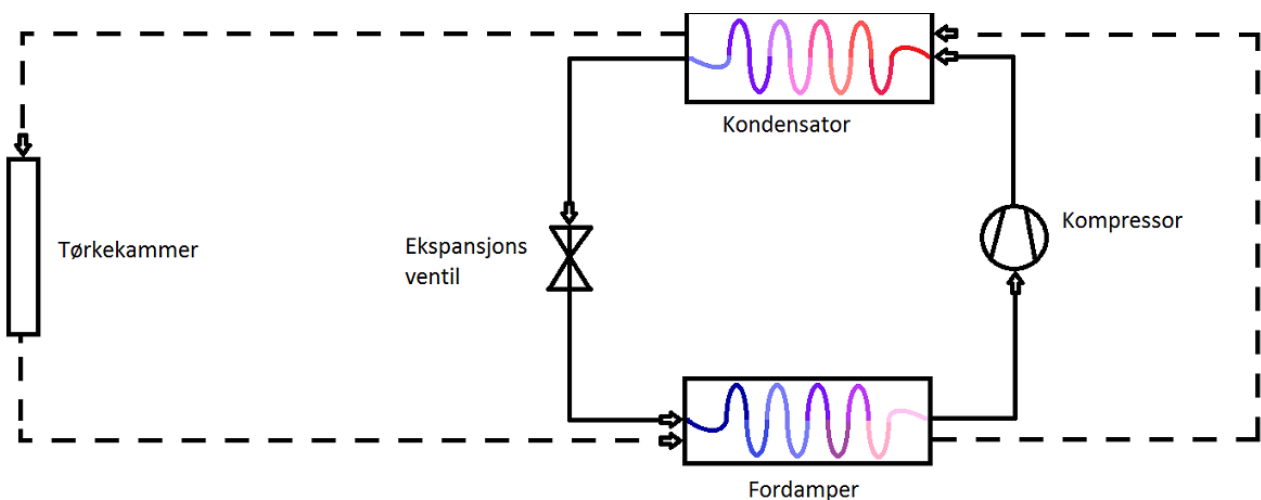 Kondensator
Kompressor
Tørkekammer
Ekspansjons
ventil
Fordamper